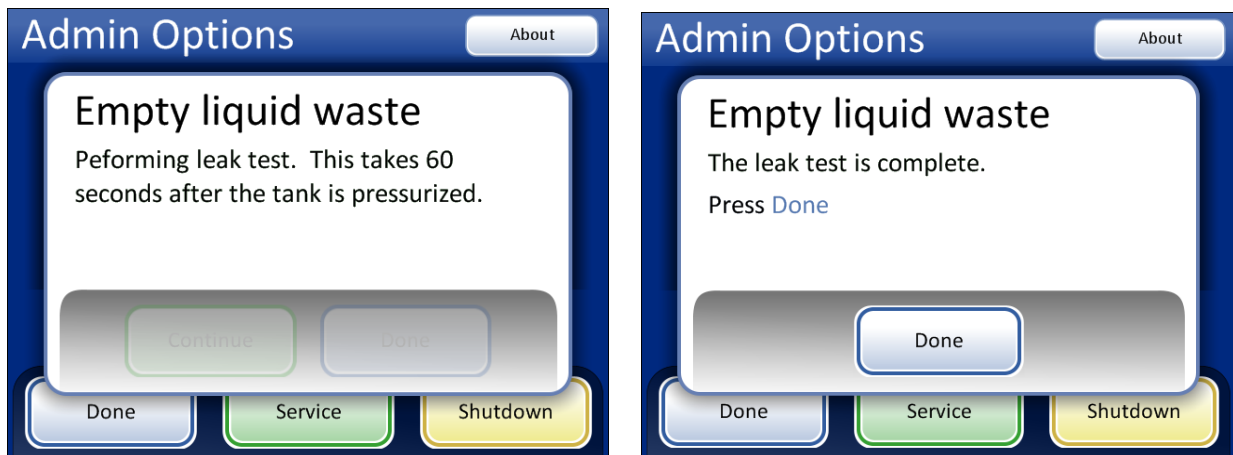 Admin Options
About
Empty liquid waste
Peforming leak test.  This takes 60
seconds after the tank is pressurized.
Continue
Done
Done
Service
Shutdown
Admin Options
About
Empty liquid waste
The leak test is complete.
Press Done
Done
Done
Service
Shutdown